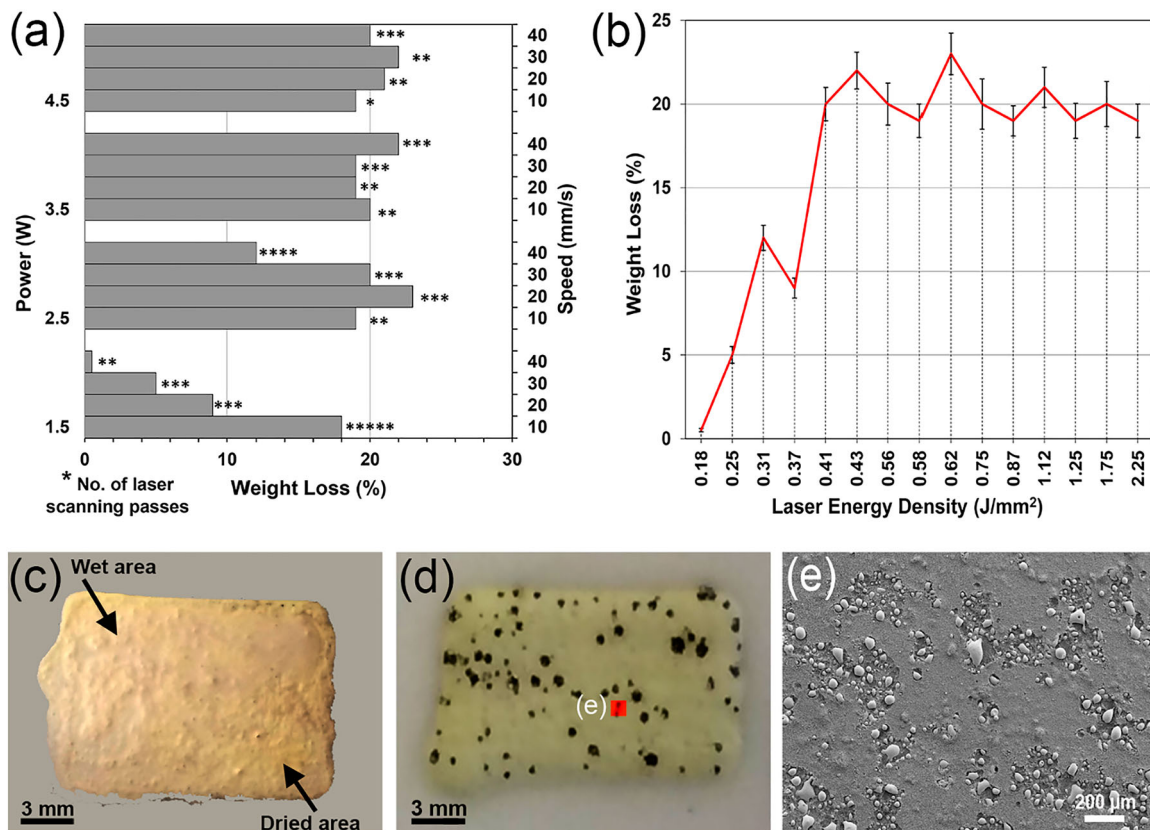 (a)
***
**
**
*
***
***
**
**
****
***
***
**
**
***
***
*****
4.5
3.5
2.5
1.5
Power (W)
40
30
20
10
40
30
20
10
40
30
20
10
40
30
20
10
Speed (mm/s)
0 10 20 30
* No. of laser
scanning passes
Weight Loss (%)
(b)
25
20
15
10
5
0
Weight Loss (%)
0.18 0.25 0.31 0.37 0.41 0.43 0.56 0.58 0.62 0.75 0.87 1.12 1.25 1.75 2.25
Laser Energy Density (J/mm²)
(c)
Wet area
Dried area
3 mm
(d)
(e)
3 mm
(e)
200 µm